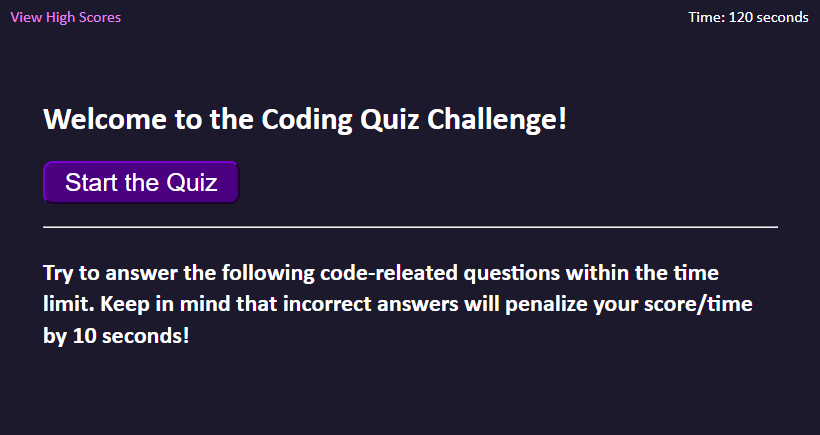 View High Scores
Time: 120 seconds
Welcome to the Coding Quiz Challenge!
Start the Quiz
Try to answer the following code-releated questions within the time
limit. Keep in mind that incorrect answers will penalize your score/time
by 10 seconds!